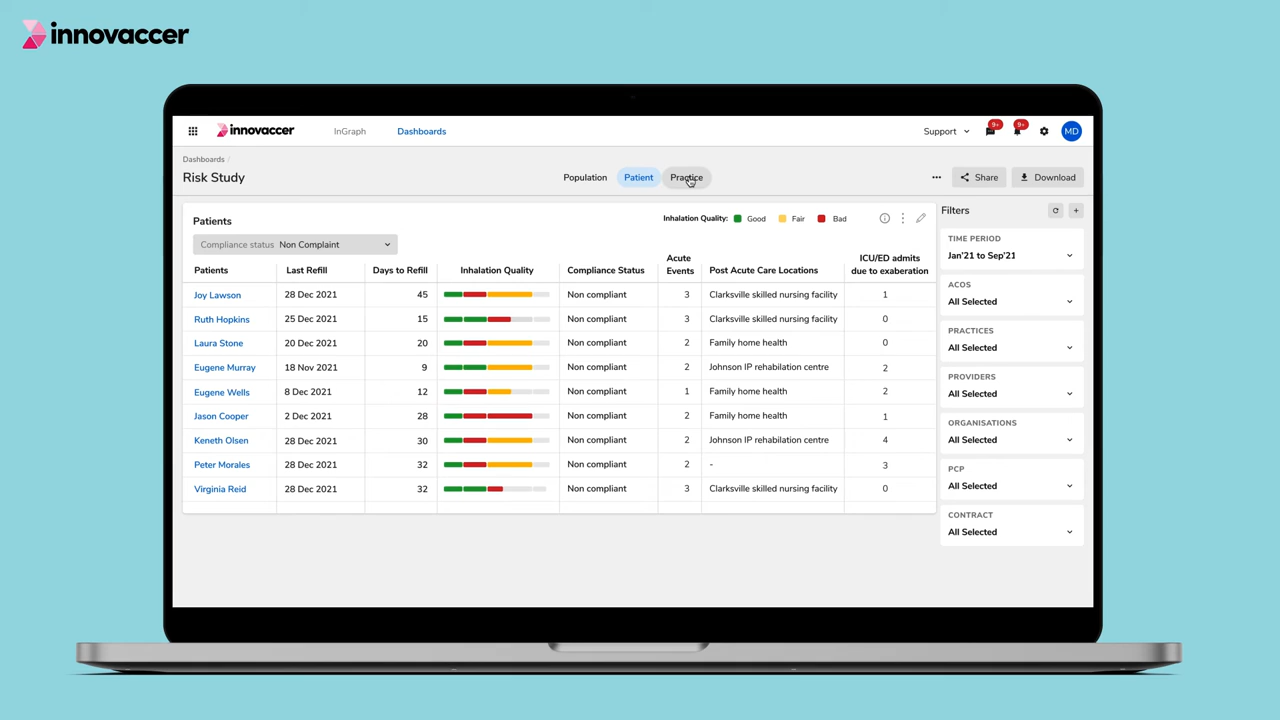 innovaccer
innovaccer InGraph Dashboards Support 9+ 9+ MD
Dashboards /
Risk Study Population Patient Practice ••• Share Download
Patients Inhalation Quality: Good Fair Bad
Compliance status Non Complaint
Patients Last Refill Days to Refill Inhalation Quality Compliance Status Acute Events Post Acute Care Locations ICU/ED admits due to exaberation
Joy Lawson 28 Dec 2021 45 Non compliant 3 Clarksville skilled nursing facility 1
Ruth Hopkins 25 Dec 2021 15 Non compliant 3 Clarksville skilled nursing facility 0
Laura Stone 20 Dec 2021 20 Non compliant 2 Family home health 0
Eugene Murray 18 Nov 2021 9 Non compliant 2 Johnson IP rehabilation centre 2
Eugene Wells 8 Dec 2021 12 Non compliant 1 Family home health 2
Jason Cooper 2 Dec 2021 28 Non compliant 2 Family home health 1
Keneth Olsen 28 Dec 2021 30 Non compliant 2 Johnson IP rehabilation centre 4
Peter Morales 28 Dec 2021 32 Non compliant 2 - 3
Virginia Reid 28 Dec 2021 32 Non compliant 3 Clarksville skilled nursing facility 0
Filters
TIME PERIOD
Jan'21 to Sep'21
ACOS
All Selected
PRACTICES
All Selected
PROVIDERS
All Selected
ORGANISATIONS
All Selected
PCP
All Selected
CONTRACT
All Selected